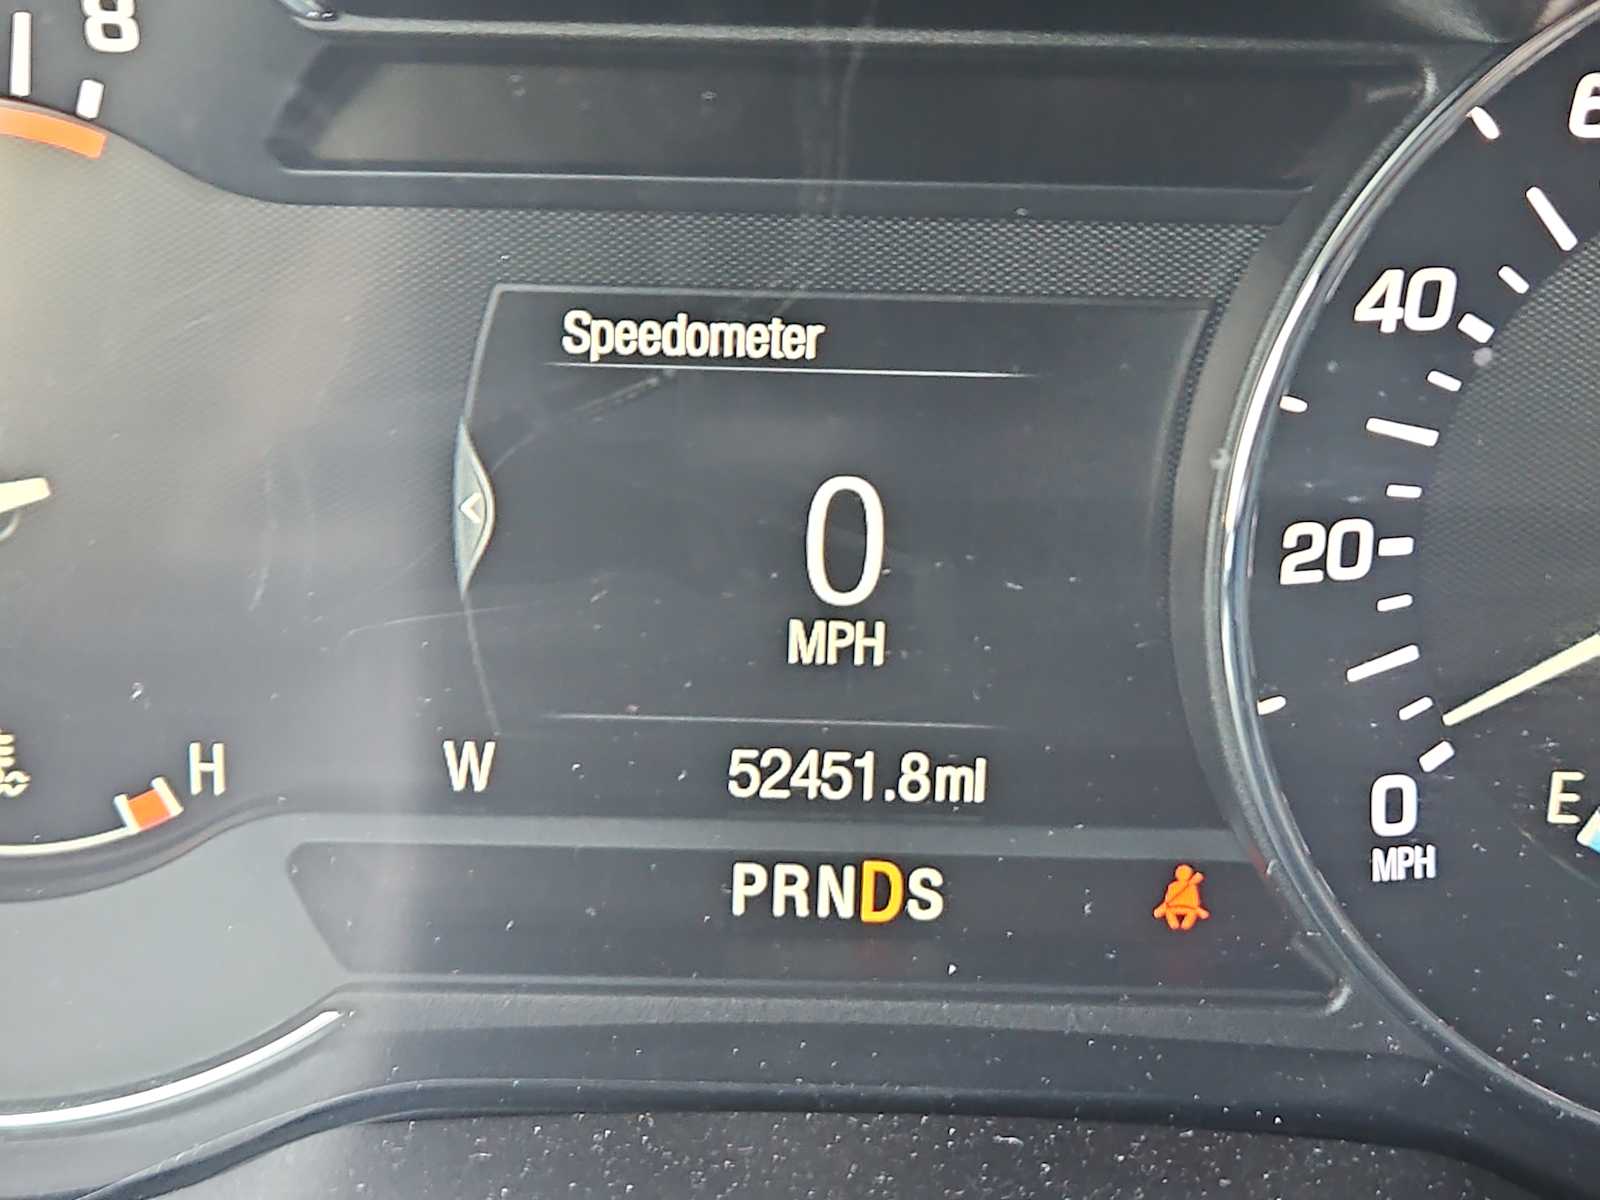 8
Speedometer
0
MPH
W
52451.8mi
PRNDS
H
40
20
0
MPH
E